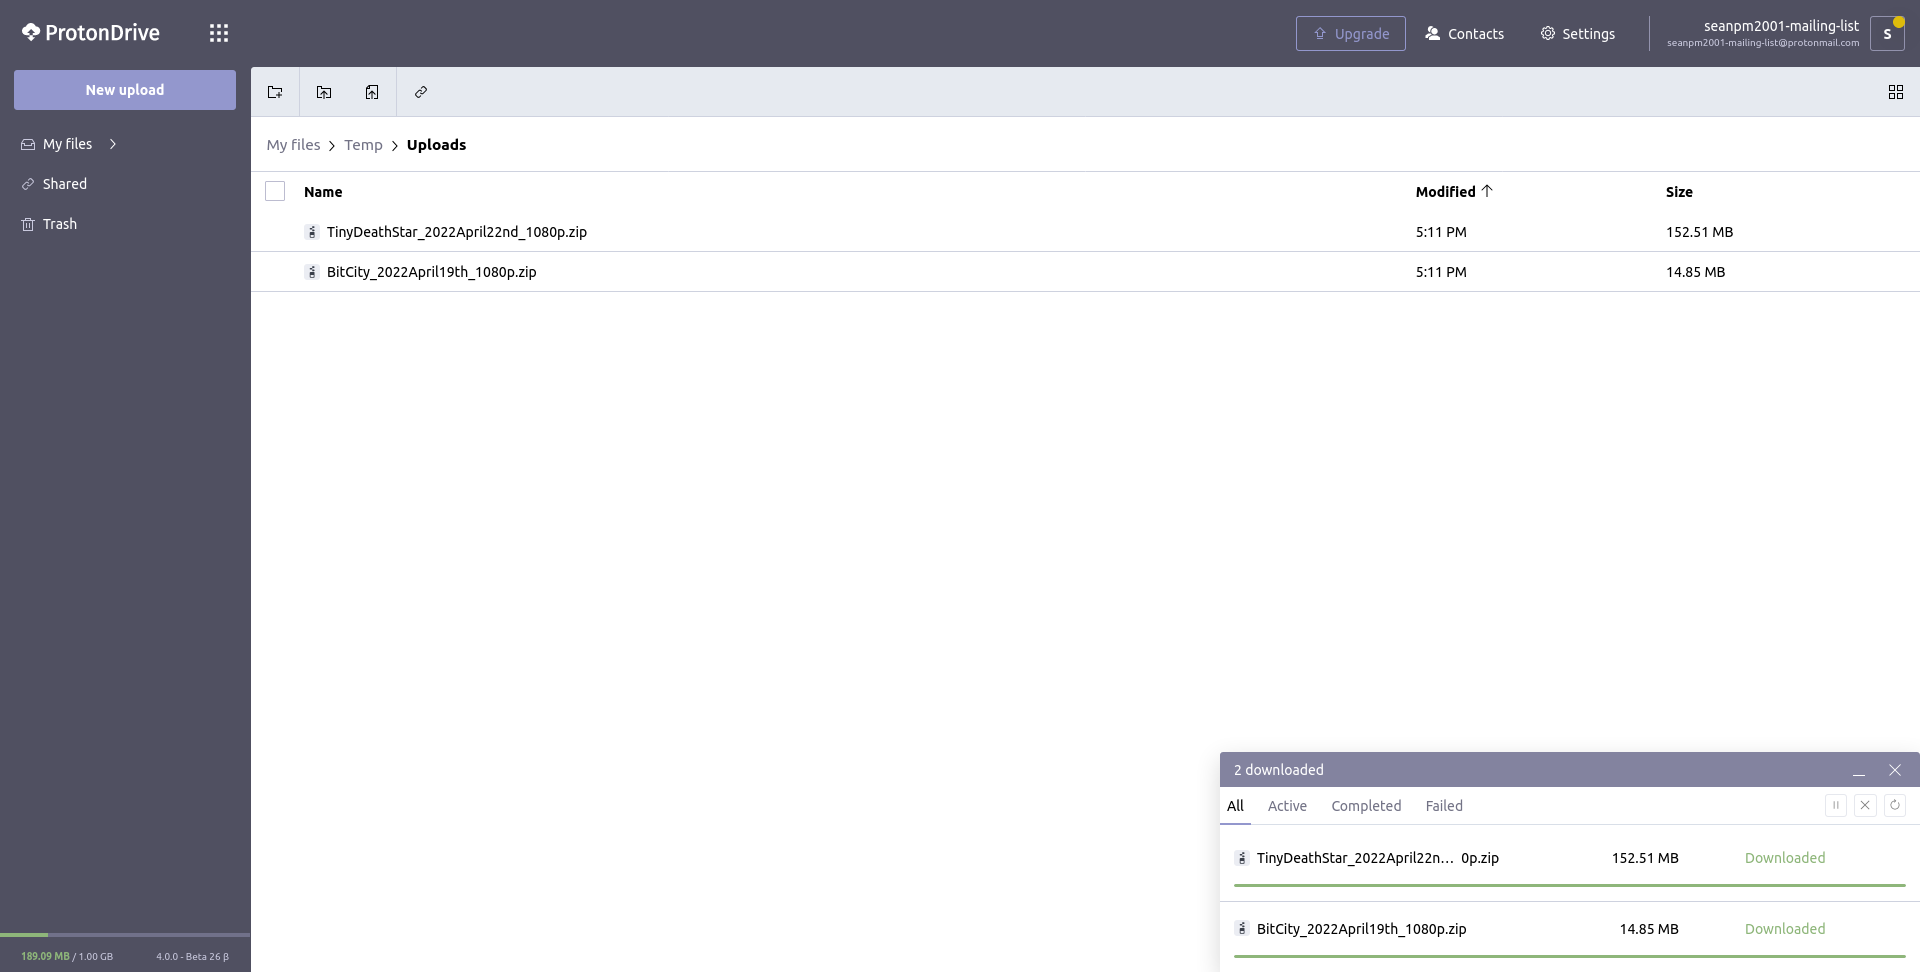 ProtonDrive
Upgrade
Contacts
Settings
seanpm2001-mailing-list
seanpm2001-mailing-list@protonmail.com
S
New upload
My files
Shared
Trash
My files > Temp > Uploads
Name Modified Size
TinyDeathStar_2022April22nd_1080p.zip 5:11 PM 152.51 MB
BitCity_2022April19th_1080p.zip 5:11 PM 14.85 MB
2 downloaded
All Active Completed Failed
TinyDeathStar_2022April22n... 0p.zip 152.51 MB Downloaded
BitCity_2022April19th_1080p.zip 14.85 MB Downloaded
189.09 MB / 1.00 GB 4.0.0 - Beta 26 β